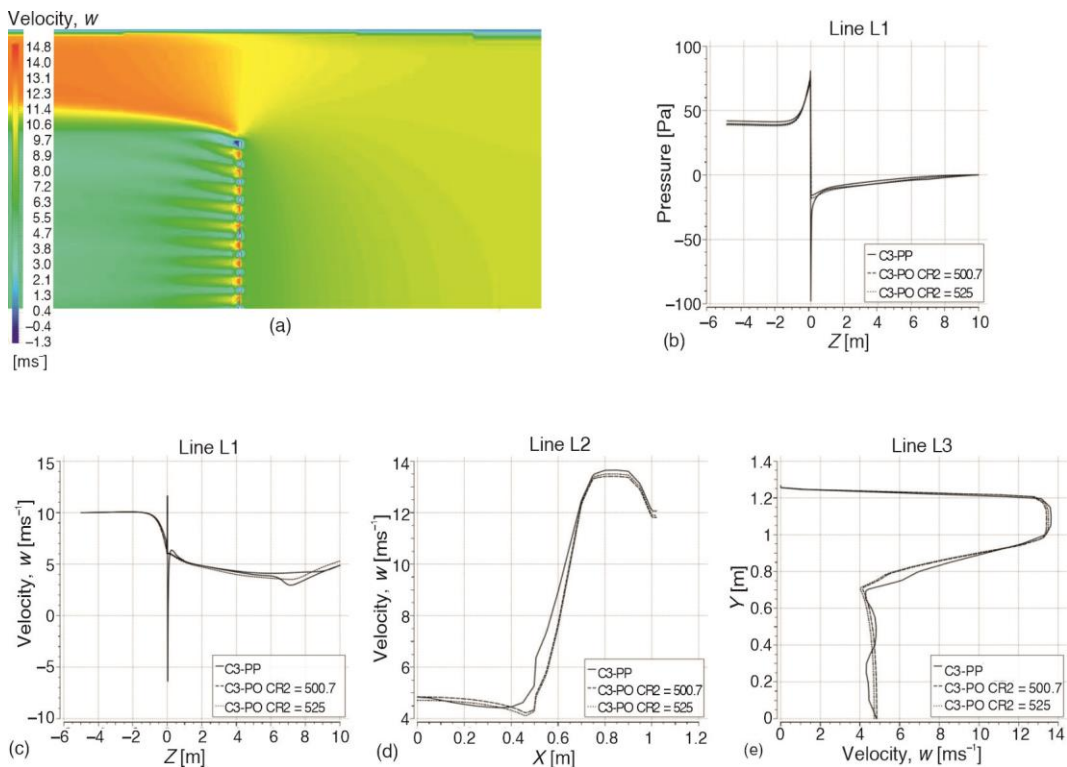 Velocity, w
14.8
14.0
13.1
12.3
11.4
10.6
9.7
8.9
8.0
7.2
6.3
5.5
4.7
3.8
3.0
2.1
1.3
0.4
−0.4
−1.3
[ms⁻]
(a)
Line L1
Pressure [Pa]
100
50
0
−50
−100
C3-PP
C3-PO CR2 = 500.7
C3-PO CR2 = 525
−6 −4 −2 0 2 4 6 8 10
Z [m]
(b)
Line L1
Velocity, w [ms⁻¹]
15
10
5
0
−5
−10
C3-PP
C3-PO CR2 = 500.7
C3-PO CR2 = 525
−6 −4 −2 0 2 4 6 8 10
Z [m]
(c)
Line L2
Velocity, w [ms⁻¹]
14
12
10
8
6
4
C3-PP
C3-PO CR2 = 500.7
C3-PO CR2 = 525
0 0.2 0.4 0.6 0.8 1 1.2
X [m]
(d)
Line L3
Y [m]
1.4
1.2
1
0.8
0.6
0.4
0.2
0
C3-PP
C3-PO CR2 = 500.7
C3-PO CR2 = 525
0 2 4 6 8 10 12 14
Velocity, w [ms⁻¹]
(e)